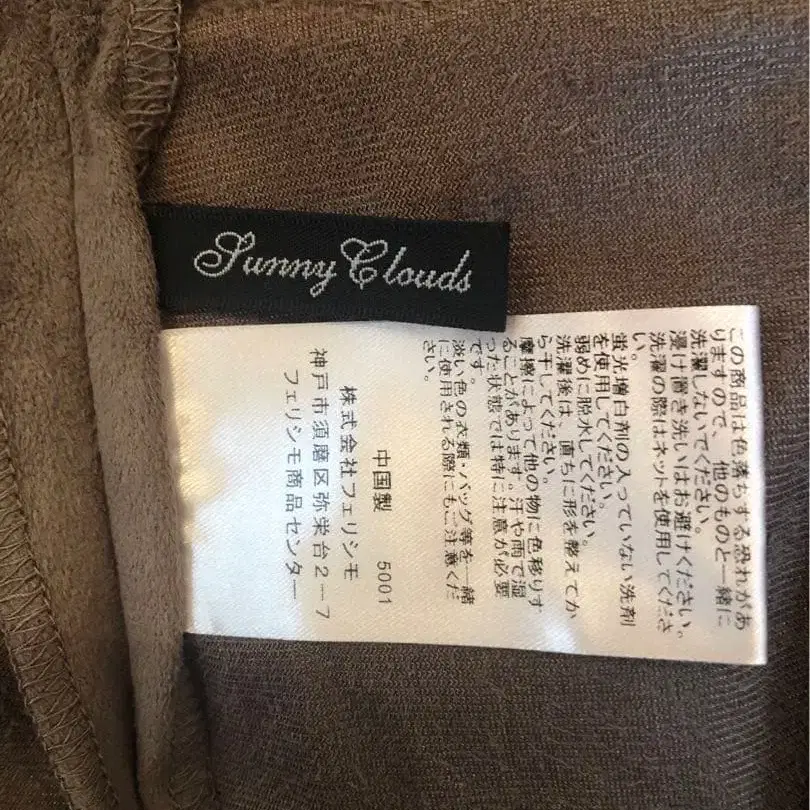 Sunny Clouds
この商品は色落ちする恐れがあ
りますので、他のものと一緒に
洗濯しないでください。
浸け置き洗いはお避けください。
洗濯の際はネットを使用してくださ
い。
蛍光増白剤の入っていない洗剤
を使用してください。
弱めに脱水してください。
洗濯後は、直ちに形を整えてか
ら干してください。
摩擦によって他の物に色移りす
ることがあります。汗や雨で湿
った状態では特に注意が必要
です。
淡い色の衣類・バッグ等を一緒
に使用される際にもご注意くだ
さい。
中国製 5001
株式会社フェリシモ
神戸市須磨区弥栄台2-7
フェリシモ商品センター